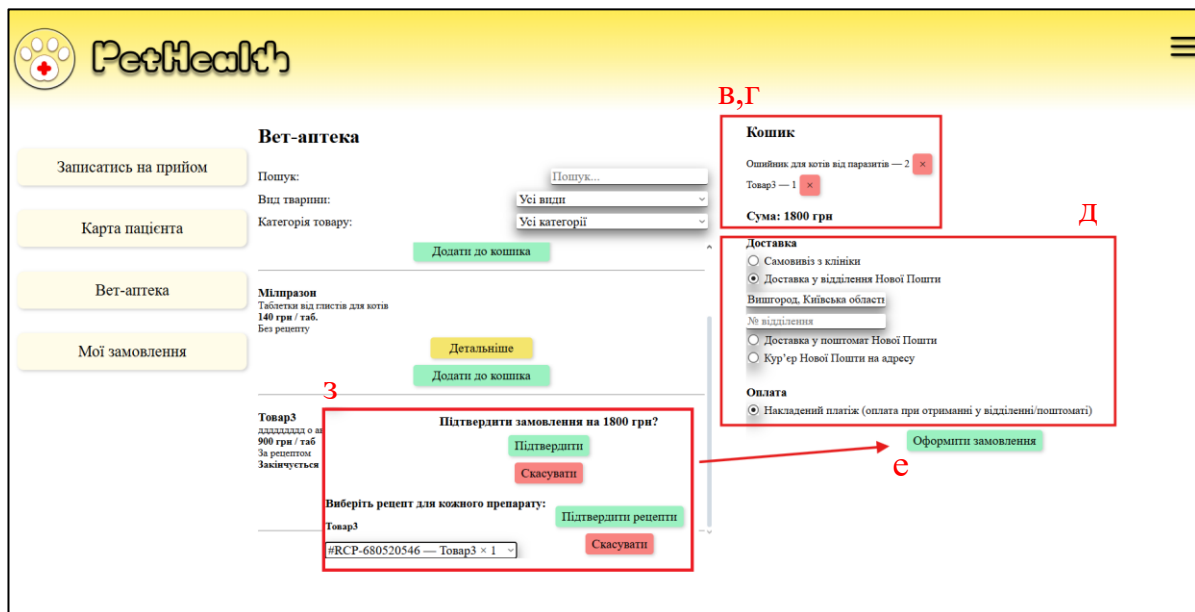 PetHealth
Записатись на прийом
Карта пацієнта
Вет-аптека
Мої замовлення
Вет-аптека
Пошук:
Пошук...
Вид тварини:
Усі види
Категорія товару:
Усі категорії
Додати до кошика
Мілпразон
Таблетки від глистів для котів
140 грн / таб.
Без рецепту
Детальніше
Додати до кошика
з
Товар3
900 грн / таб
За рецептом
Закінчується
Підтвердити замовлення на 1800 грн?
Підтвердити
Скасувати
Виберіть рецепт для кожного препарату:
Товар3
#RCP-680520546 — Товар3 × 1
Підтвердити рецепти
Скасувати
в,г
Кошик
Ошийник для котів від паразитів — 2 ×
Товар3 — 1 ×
Сума: 1800 грн
д
Доставка
Самовивіз з клініки
Доставка у відділення Нової Пошти
Вишгород, Київська област
№ відділення
Доставка у поштомат Нової Пошти
Кур’єр Нової Пошти на адресу
Оплата
Накладений платіж (оплата при отриманні у відділенні/поштоматі)
Оформити замовлення
е